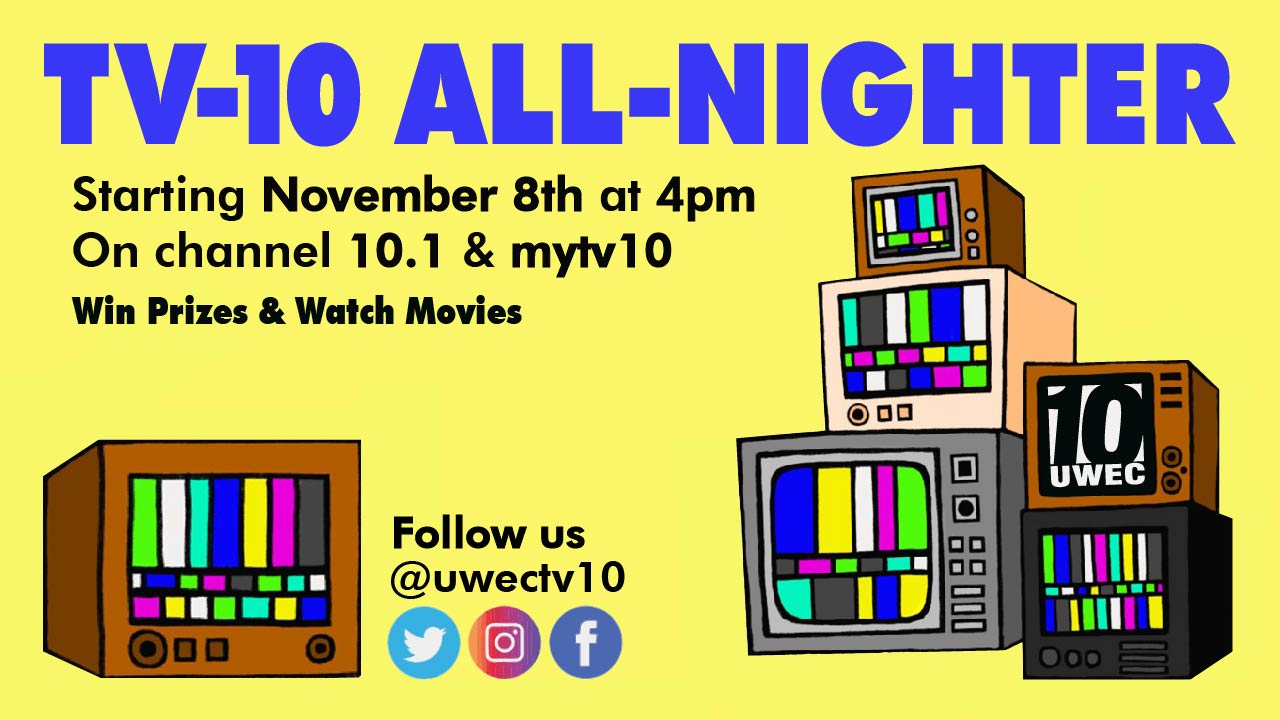 TV-10 ALL-NIGHTER
Starting November 8th at 4pm
On channel 10.1 & mytv10
Win Prizes & Watch Movies
10
UWEC
Follow us
@uwectv10